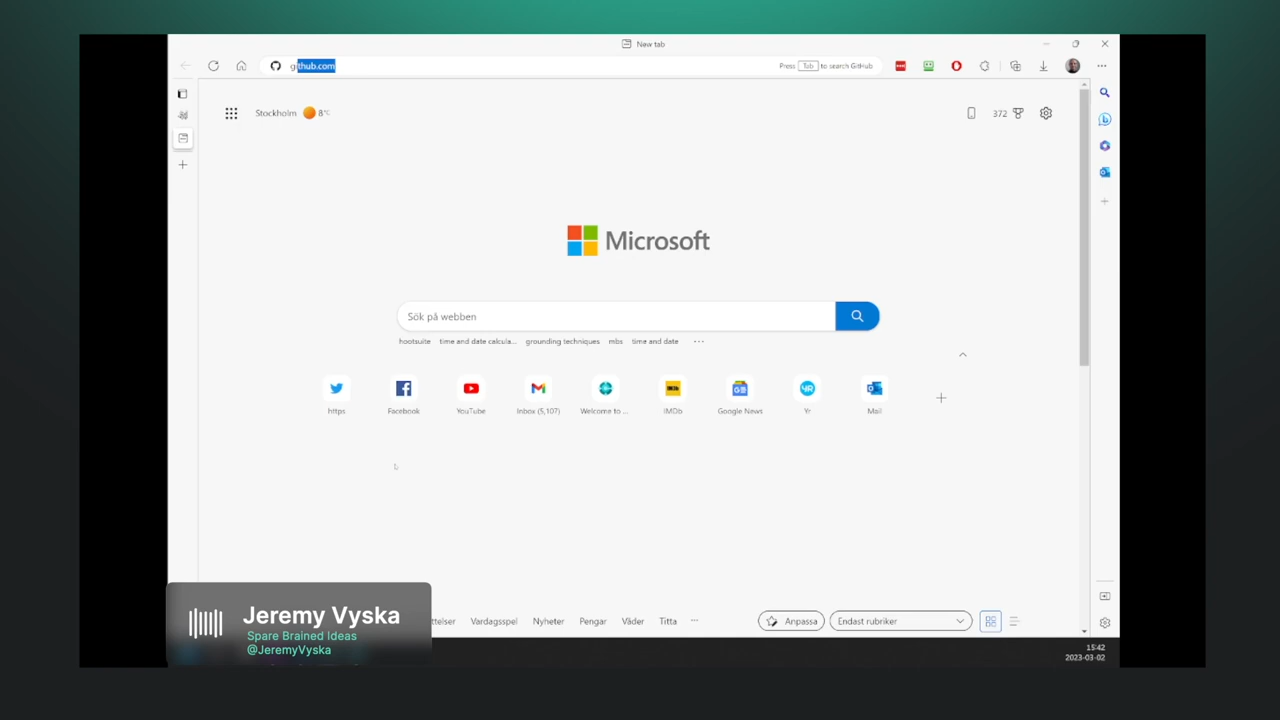 New tab
github.com
Press Tab to search GitHub
Stockholm 8°C
372
Microsoft
Sök på webben
hootsuite time and date calcula... grounding techniques mbs time and date ...
https Facebook YouTube Inbox (5,107) Welcome to ... IMDb Google News Yr Mail
ttelser Vardagsspel Nyheter Pengar Väder Titta ... Anpassa Endast rubriker
Jeremy Vyska
Spare Brained Ideas
@JeremyVyska
15:42
2023-03-02